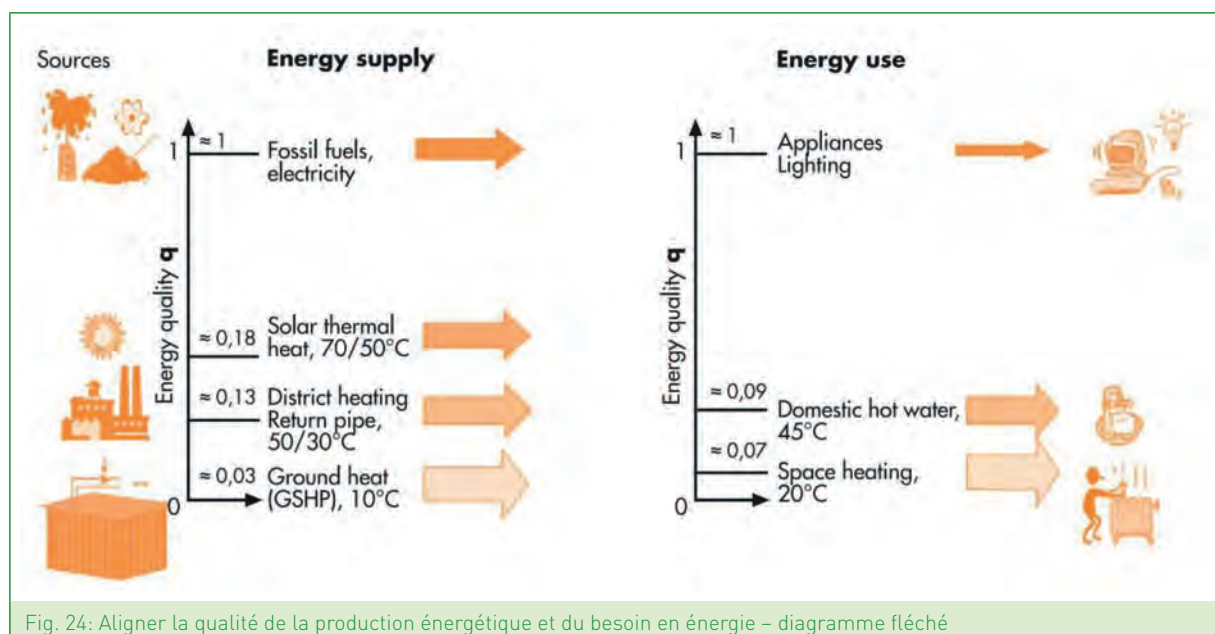 Sources
Energy supply
Energy quality q
1
≈ 1
Fossil fuels,
electricity
≈ 0,18
Solar thermal
heat, 70/50°C
≈ 0,13
District heating
Return pipe,
50/30°C
≈ 0,03
Ground heat
(GSHP), 10°C
0
Energy use
Energy quality q
1
≈ 1
Appliances
Lighting
≈ 0,09
Domestic hot water,
45°C
≈ 0,07
Space heating,
20°C
0
Fig. 24: Aligner la qualité de la production énergétique et du besoin en énergie – diagramme fléché